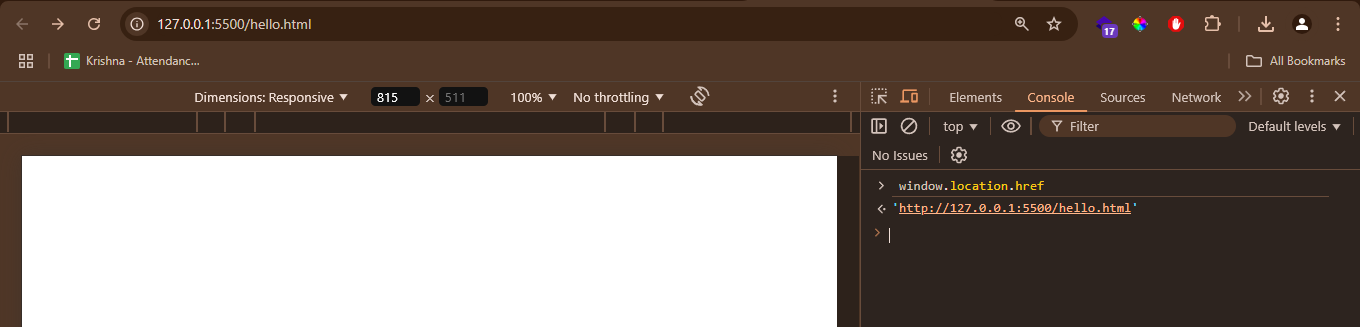 127.0.0.1:5500/hello.html
17
Krishna - Attendanc...
All Bookmarks
Dimensions: Responsive 815 × 511 100% No throttling
Elements Console Sources Network
top Filter Default levels
No Issues
window.location.href
'http://127.0.0.1:5500/hello.html'